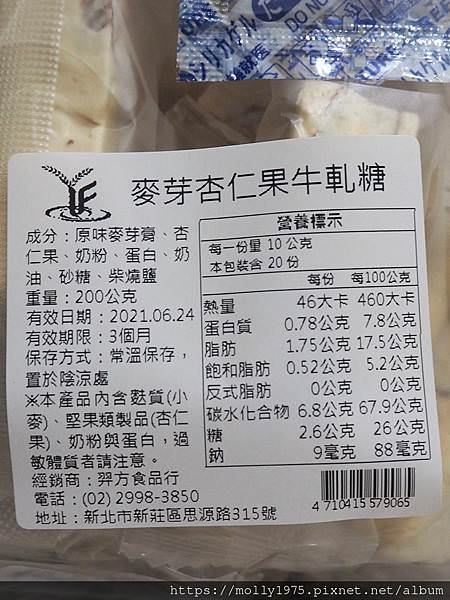 DO NO
シリカゲル
麥芽杏仁果牛軋糖
成分：原味麥芽膏、杏
仁果、奶粉、蛋白、奶
油、砂糖、柴燒鹽
重量：200公克
有效日期：2021.06.24
有效期限：3個月
保存方式：常溫保存，
置於陰涼處
※本產品內含麩質(小
麥)、堅果類製品(杏仁
果)、奶粉與蛋白，過
敏體質者請注意。
經銷商：羿方食品行
電話：(02) 2998-3850
地址：新北市新莊區思源路315號
營養標示
每一份量 10 公克
本包裝含 20 份
每份 每100公克
熱量 46大卡 460大卡
蛋白質 0.78公克 7.8公克
脂肪 1.75公克 17.5公克
飽和脂肪 0.52公克 5.2公克
反式脂肪 0公克 0公克
碳水化合物 6.8公克 67.9公克
糖 2.6公克 26公克
鈉 9毫克 88毫克
4 710415 579065
https://molly1975.pixnet.net/album